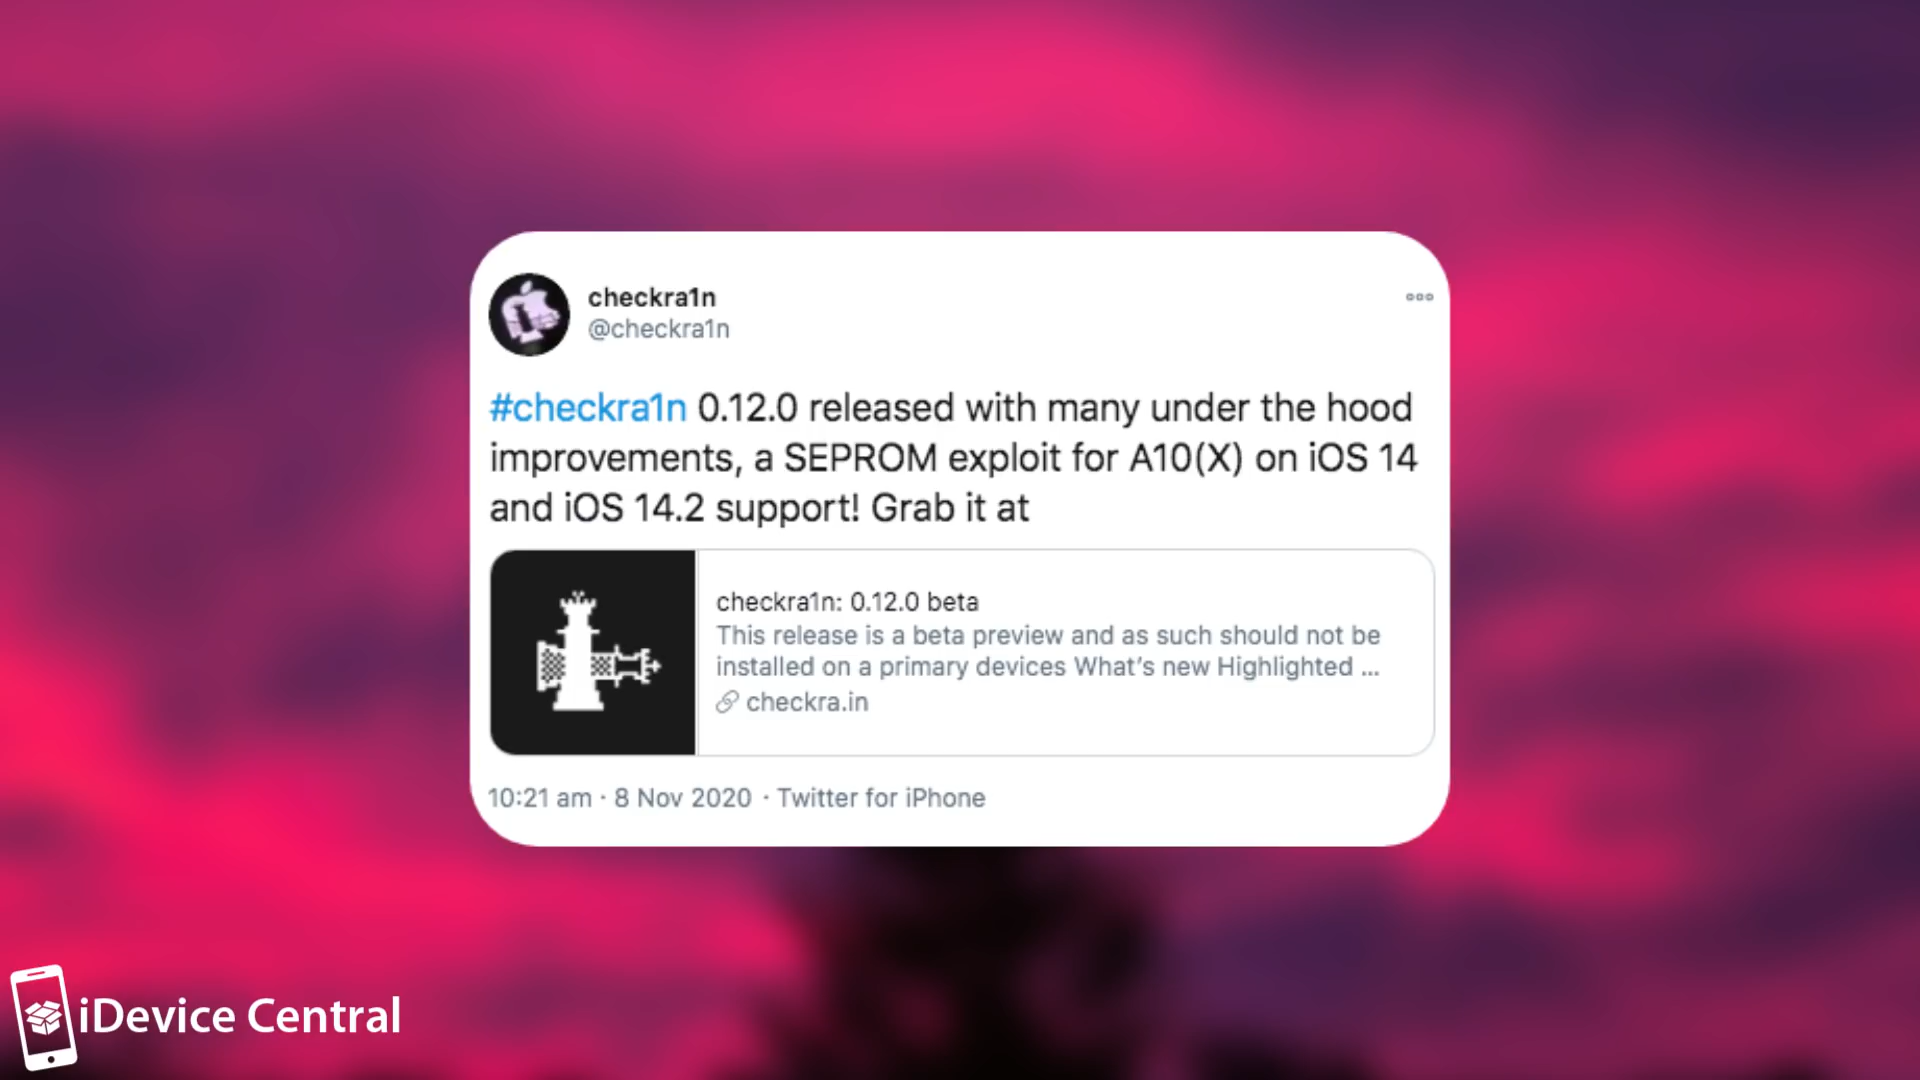 checkra1n
@checkra1n
#checkra1n 0.12.0 released with many under the hood
improvements, a SEPROM exploit for A10(X) on iOS 14
and iOS 14.2 support! Grab it at
checkra1n: 0.12.0 beta
This release is a beta preview and as such should not be
installed on a primary devices What’s new Highlighted ...
checkra.in
10:21 am · 8 Nov 2020 · Twitter for iPhone
iDevice Central